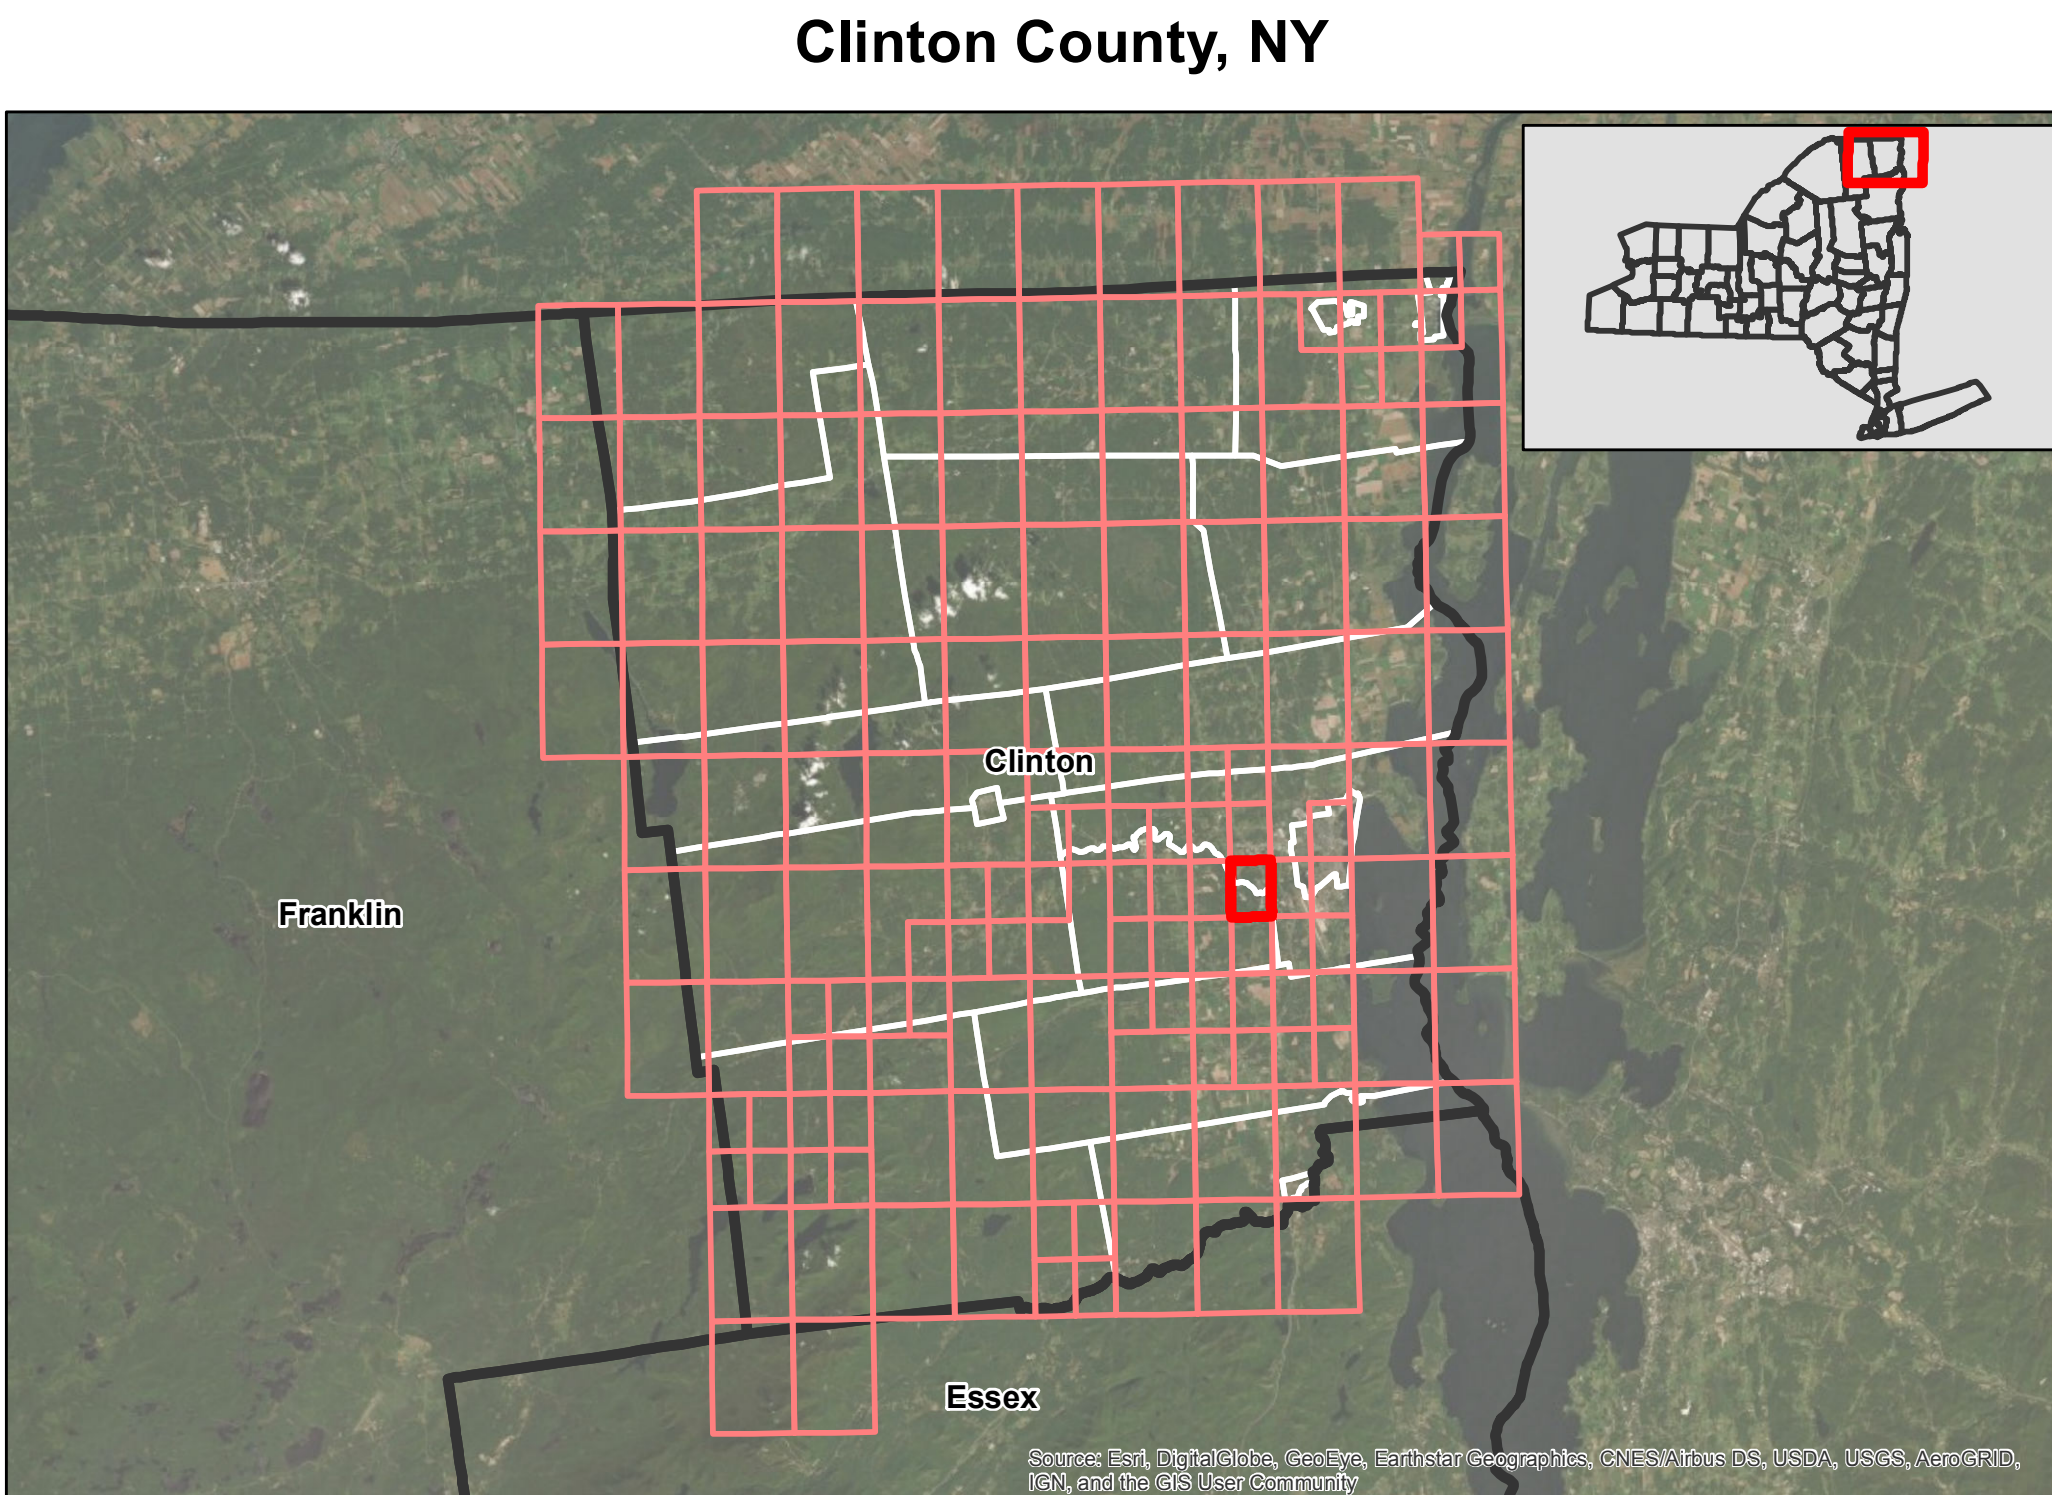 Clinton County, NY
Clinton
Franklin
Essex
Source: Esri, DigitalGlobe, GeoEye, Earthstar Geographics, CNES/Airbus DS, USDA, USGS, AeroGRID,
IGN, and the GIS User Community